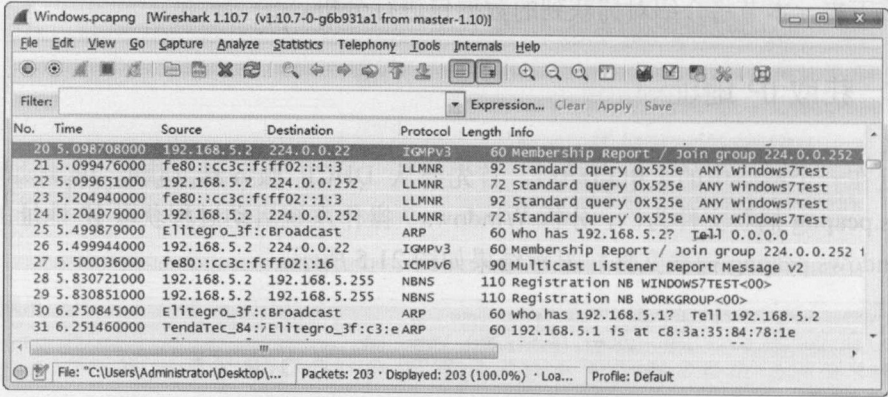 Windows.pcapng [Wireshark 1.10.7 (v1.10.7-0-g6b931a1 from master-1.10)]
File Edit View Go Capture Analyze Statistics Telephony Tools Internals Help
Filter: Expression... Clear Apply Save
No. Time Source Destination Protocol Length Info
20 5.098708000 192.168.5.2 224.0.0.22 IGMPv3 60 Membership Report / Join group 224.0.0.252
21 5.099476000 fe80::cc3c:f5 ff02::1:3 LLMNR 92 Standard query 0x525e ANY Windows7Test
22 5.099651000 192.168.5.2 224.0.0.252 LLMNR 72 Standard query 0x525e ANY Windows7Test
23 5.204940000 fe80::cc3c:f5 ff02::1:3 LLMNR 92 Standard query 0x525e ANY Windows7Test
24 5.204979000 192.168.5.2 224.0.0.252 LLMNR 72 Standard query 0x525e ANY Windows7Test
25 5.499879000 Elitegro_3f:c Broadcast ARP 60 Who has 192.168.5.2? Tell 0.0.0.0
26 5.499944000 192.168.5.2 224.0.0.22 IGMPv3 60 Membership Report / Join group 224.0.0.252
27 5.500036000 fe80::cc3c:f5 ff02::16 ICMPv6 90 Multicast Listener Report Message v2
28 5.830721000 192.168.5.2 192.168.5.255 NBNS 110 Registration NB WINDOWS7TEST<00>
29 5.830851000 192.168.5.2 192.168.5.255 NBNS 110 Registration NB WORKGROUP<00>
30 6.250845000 Elitegro_3f:c Broadcast ARP 60 Who has 192.168.5.1? Tell 192.168.5.2
31 6.251460000 TendaTec_84:7 Elitegro_3f:c3:e ARP 60 192.168.5.1 is at c8:3a:35:84:78:1e
File: "C:\Users\Administrator\Desktop\... Packets: 203 · Displayed: 203 (100.0%) · Loa... Profile: Default